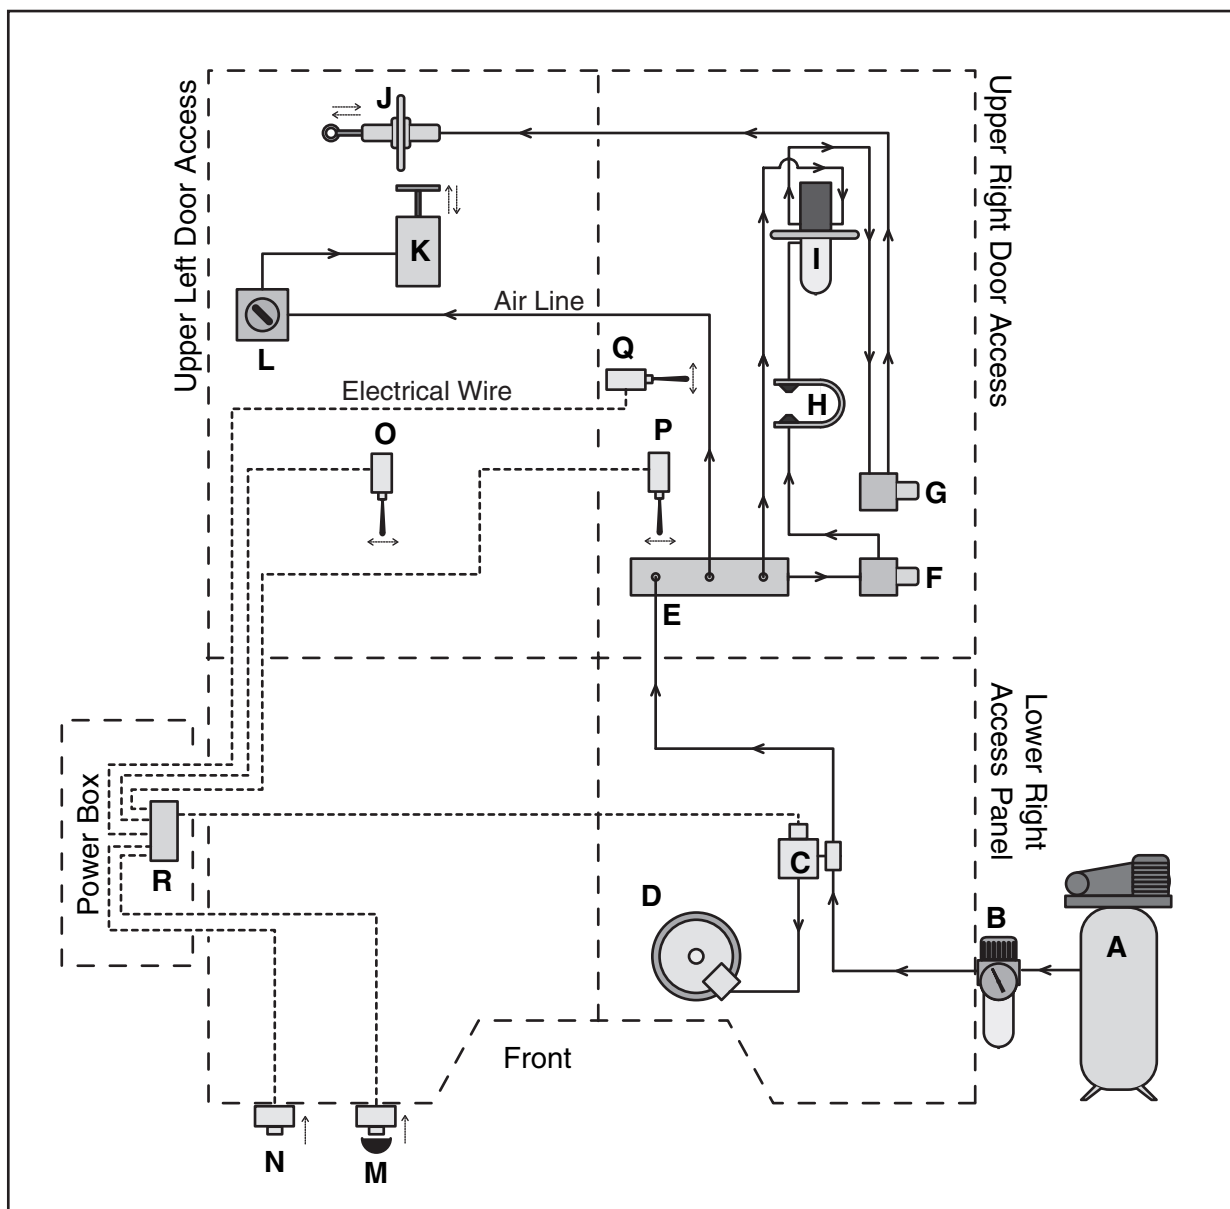 Upper Left Door Access
Upper Right Door Access
J
K
I
Air Line
L
Q
H
Electrical Wire
O
P
G
F
E
Lower Right
Access Panel
Power Box
R
C
D
B
A
Front
N
M